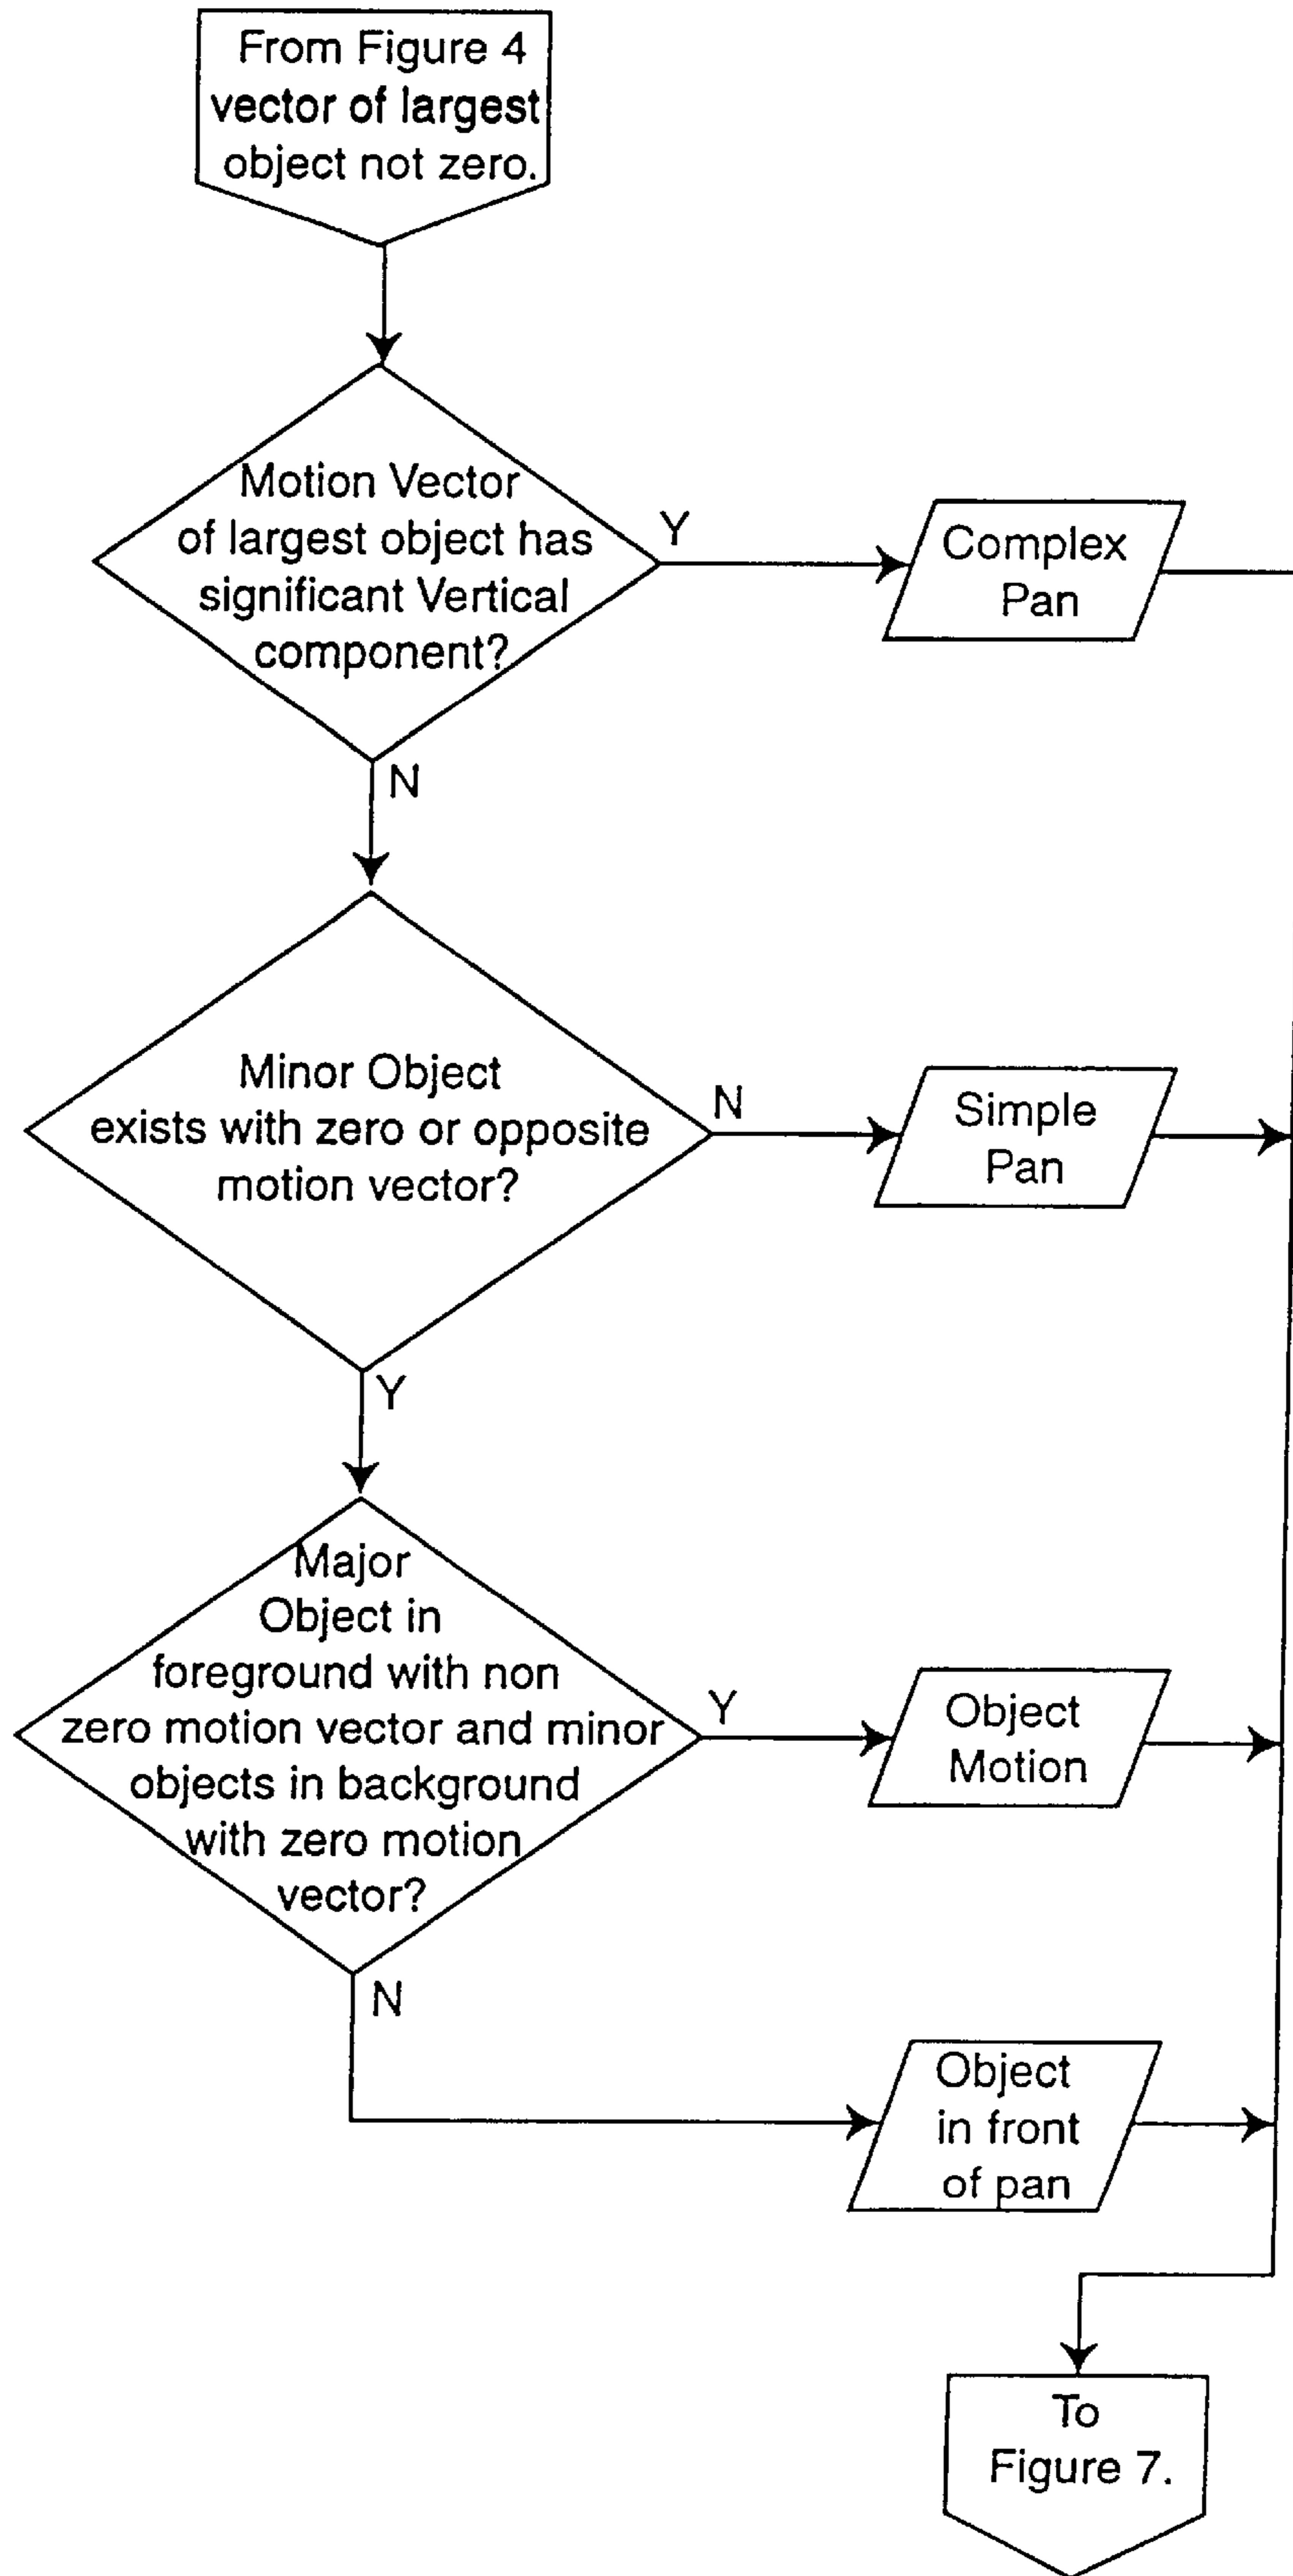 From Figure 4
vector of largest
object not zero.
Motion Vector
of largest object has
significant Vertical
component?
Y
Complex
Pan
N
Minor Object
exists with zero or opposite
motion vector?
N
Simple
Pan
Y
Major
Object in
foreground with non
zero motion vector and minor
objects in background
with zero motion
vector?
Y
Object
Motion
N
Object
in front
of pan
To
Figure 7.